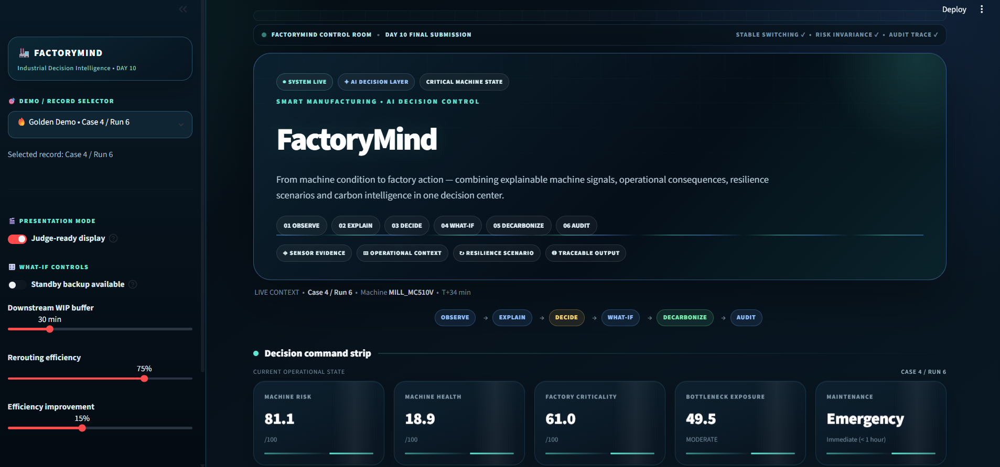 Deploy
FACTORYMIND
Industrial Decision Intelligence • DAY 10
DEMO / RECORD SELECTOR
Golden Demo • Case 4 / Run 6
Selected record: Case 4 / Run 6
PRESENTATION MODE
Judge-ready display
WHAT-IF CONTROLS
Standby backup available
Downstream WIP buffer
30 min
Rerouting efficiency
75%
Efficiency improvement
15%
FACTORYMIND CONTROL ROOM • DAY 10 FINAL SUBMISSION
STABLE SWITCHING ✓ • RISK INVARIANCE ✓ • AUDIT TRACE ✓
● SYSTEM LIVE ✦ AI DECISION LAYER CRITICAL MACHINE STATE
SMART MANUFACTURING • AI DECISION CONTROL
FactoryMind
From machine condition to factory action — combining explainable machine signals, operational consequences, resilience
scenarios and carbon intelligence in one decision center.
01 OBSERVE 02 EXPLAIN 03 DECIDE 04 WHAT-IF 05 DECARBONIZE 06 AUDIT
◈ SENSOR EVIDENCE OPERATIONAL CONTEXT ↻ RESILIENCE SCENARIO TRACEABLE OUTPUT
LIVE CONTEXT • Case 4 / Run 6 • Machine MILL_MC510V • T+34 min
OBSERVE → EXPLAIN → DECIDE → WHAT-IF → DECARBONIZE → AUDIT
Decision command strip
CURRENT OPERATIONAL STATE
CASE 4 / RUN 6
MACHINE RISK
81.1
/100
MACHINE HEALTH
18.9
/100
FACTORY CRITICALITY
61.0
/100
BOTTLENECK EXPOSURE
49.5
MODERATE
MAINTENANCE
Emergency
Immediate (< 1 hour)